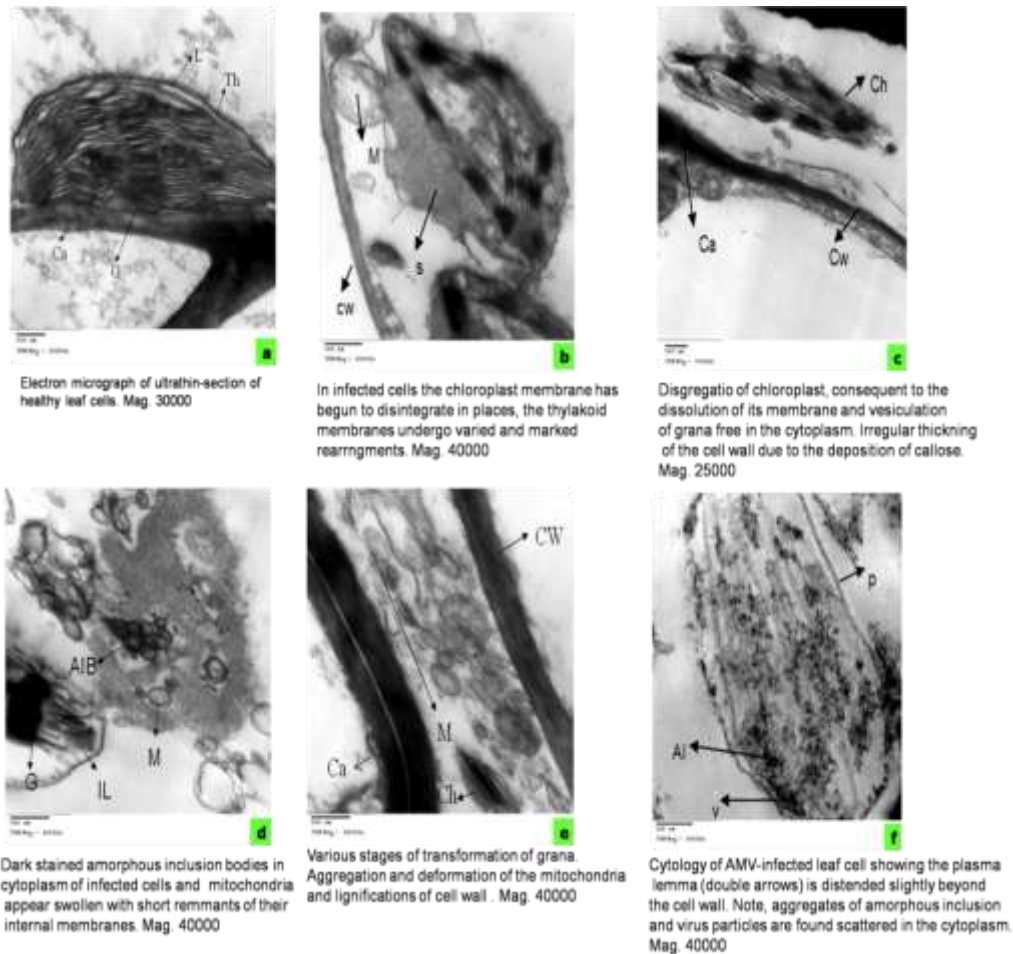 L
Th
Ca
G
a
Electron micrograph of ultrathin-section of
healthy leaf cells. Mag. 30000
M
s
cw
b
In infected cells the chloroplast membrane has
begun to disintegrate in places, the thylakoid
membranes undergo varied and marked
rearrngments. Mag. 40000
Ch
Ca
Cw
c
Disgregatio of chloroplast, consequent to the
dissolution of its membrane and vesiculation
of grana free in the cytoplasm. Irregular thickning
of the cell wall due to the deposition of callose.
Mag. 25000
AIB
M
G
IL
d
Dark stained amorphous inclusion bodies in
cytoplasm of infected cells and mitochondria
appear swollen with short remnants of their
internal membranes. Mag. 40000
CW
M
Ca
Ch
e
Various stages of transformation of grana.
Aggregation and deformation of the mitochondria
and lignifications of cell wall . Mag. 40000
p
AI
v
f
Cytology of AMV-infected leaf cell showing the plasma
lemma (double arrows) is distended slightly beyond
the cell wall. Note, aggregates of amorphous inclusion
and virus particles are found scattered in the cytoplasm.
Mag. 40000